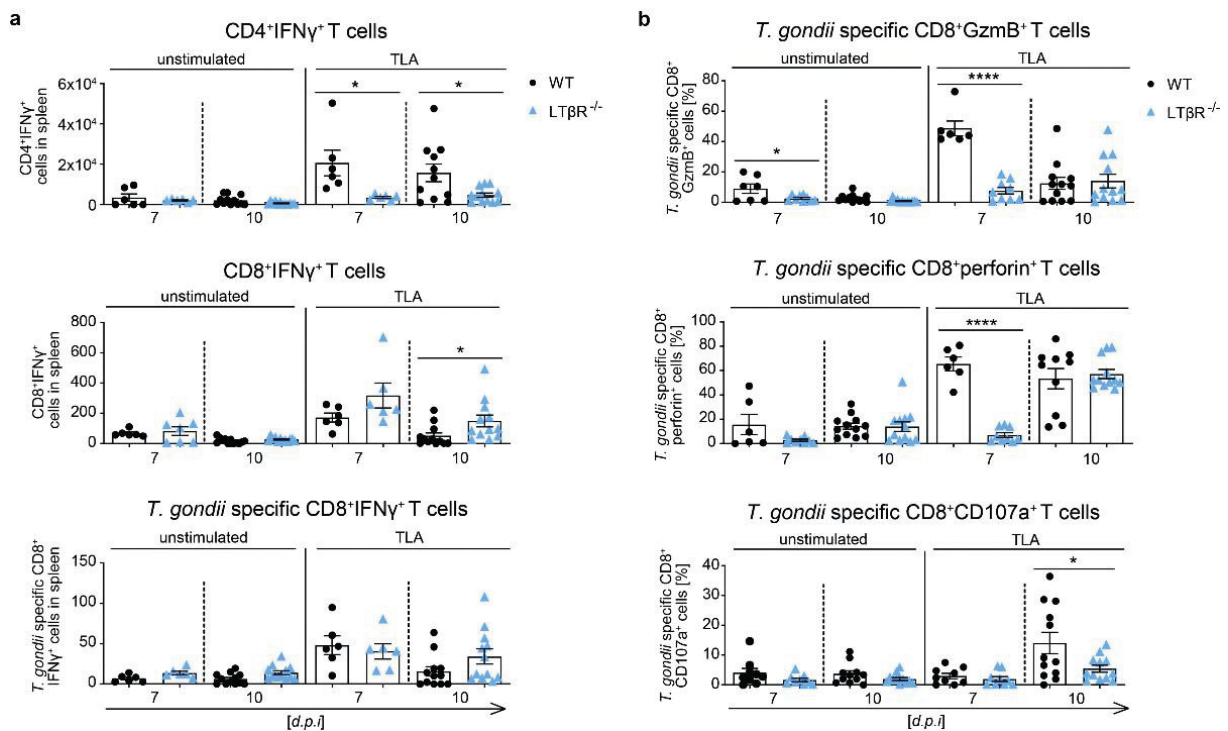 a
CD4⁺IFNγ⁺ T cells
unstimulated TLA
CD4⁺IFNγ⁺
cells in spleen
6x10⁴
4x10⁴
2x10⁴
0
* *
7 10 7 10
WT
LTβR⁻/⁻
CD8⁺IFNγ⁺ T cells
unstimulated TLA
CD8⁺IFNγ⁺
cells in spleen
800
600
400
200
0
*
7 10 7 10
T. gondii specific CD8⁺IFNγ⁺ T cells
unstimulated TLA
T. gondii specific CD8⁺
IFNγ⁺ cells in spleen
150
100
50
0
7 10 7 10
[d.p.i]
b
T. gondii specific CD8⁺GzmB⁺ T cells
unstimulated TLA
T. gondii specific CD8⁺
GzmB⁺ cells [%]
80
60
40
20
0
* ****
7 10 7 10
WT
LTβR⁻/⁻
T. gondii specific CD8⁺perforin⁺ T cells
unstimulated TLA
T. gondii specific CD8⁺
perforin⁺ cells [%]
100
80
60
40
20
0
****
7 10 7 10
T. gondii specific CD8⁺CD107a⁺ T cells
unstimulated TLA
T. gondii specific CD8⁺
CD107a⁺ cells [%]
40
30
20
10
0
*
7 10 7 10
[d.p.i]